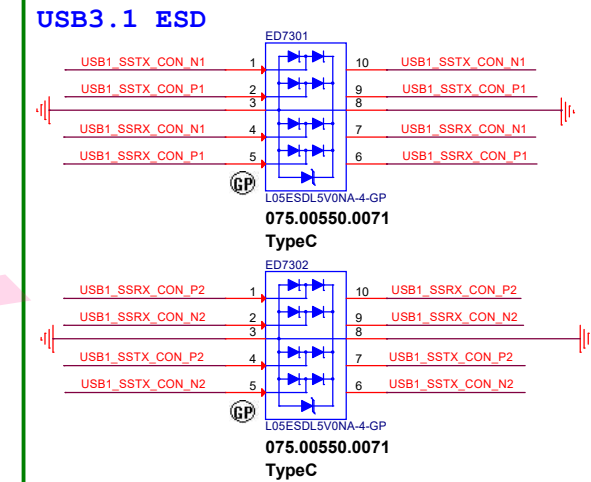 USB3.1 ESD
ED7301
USB1_SSTX_CON_N1 1 10 USB1_SSTX_CON_N1
USB1_SSTX_CON_P1 2 9 USB1_SSTX_CON_P1
3 8
USB1_SSRX_CON_N1 4 7 USB1_SSRX_CON_N1
USB1_SSRX_CON_P1 5 6 USB1_SSRX_CON_P1
GP
L05ESDL5V0NA-4-GP
075.00550.0071
TypeC
ED7302
USB1_SSRX_CON_P2 1 10 USB1_SSRX_CON_P2
USB1_SSRX_CON_N2 2 9 USB1_SSRX_CON_N2
3 8
USB1_SSTX_CON_P2 4 7 USB1_SSTX_CON_P2
USB1_SSTX_CON_N2 5 6 USB1_SSTX_CON_N2
GP
L05ESDL5V0NA-4-GP
075.00550.0071
TypeC